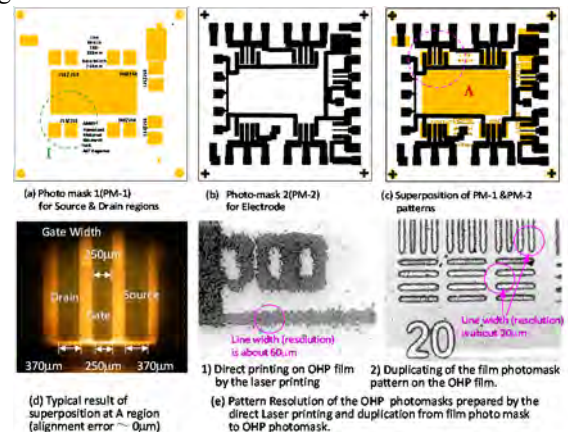 (a) Photo mask 1(PM-1)
for Source & Drain regions
(b) Photo-mask 2(PM-2)
for Electrode
A
(c) Superposition of PM-1 &PM-2
patterns
Gate Width
250μm
Drain
Source
Gate
370μm
250μm
370μm
(d) Typical result of
superposition at A region
(alignment error ~ 0μm)
Line width (resolution)
is about 60μm
1) Direct printing on OHP film
by the laser printing
Line width (resolution)
is about 20μm
20
2) Duplicating of the film photomask
pattern on the OHP film.
(e) Pattern Resolution of the OHP photomasks prepared by the
direct Laser printing and duplication from film photo mask
to OHP photomask.